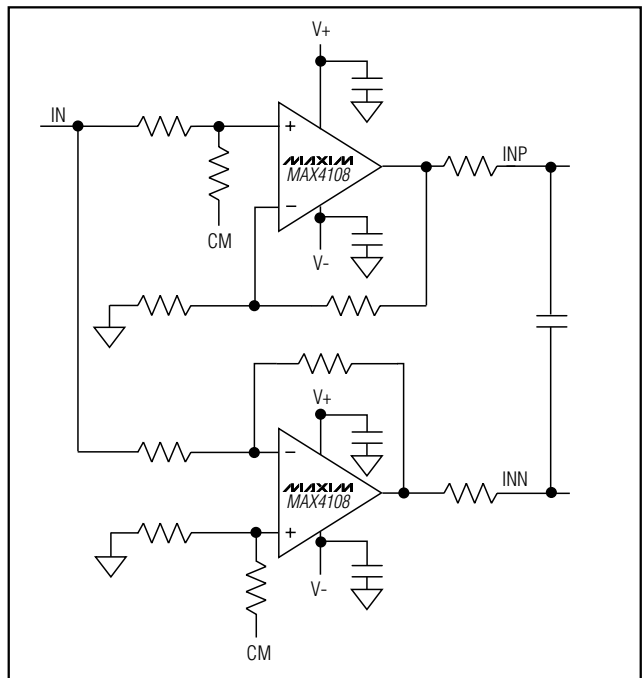 V+
IN
+
MAXIM
MAX4108
INP
−
CM
V-
V+
−
MAXIM
MAX4108
INN
+
V-
CM